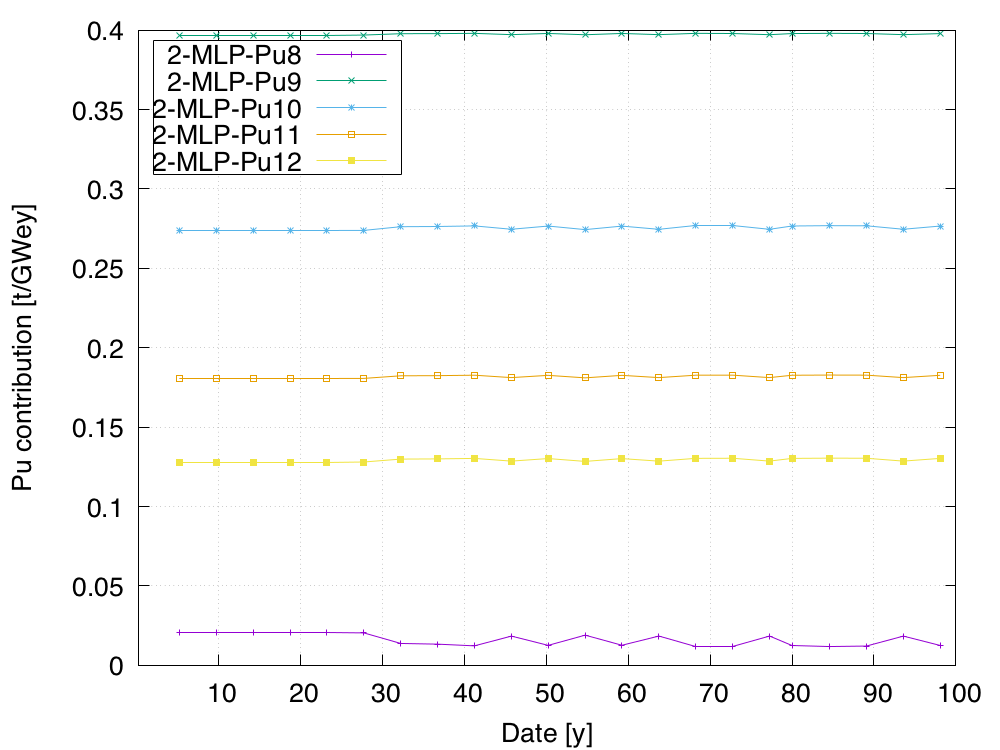 0.4
0.35
0.3
0.25
0.2
0.15
0.1
0.05
0
Pu contribution [t/GWey]
2-MLP-Pu8
2-MLP-Pu9
2-MLP-Pu10
2-MLP-Pu11
2-MLP-Pu12
10 20 30 40 50 60 70 80 90 100
Date [y]